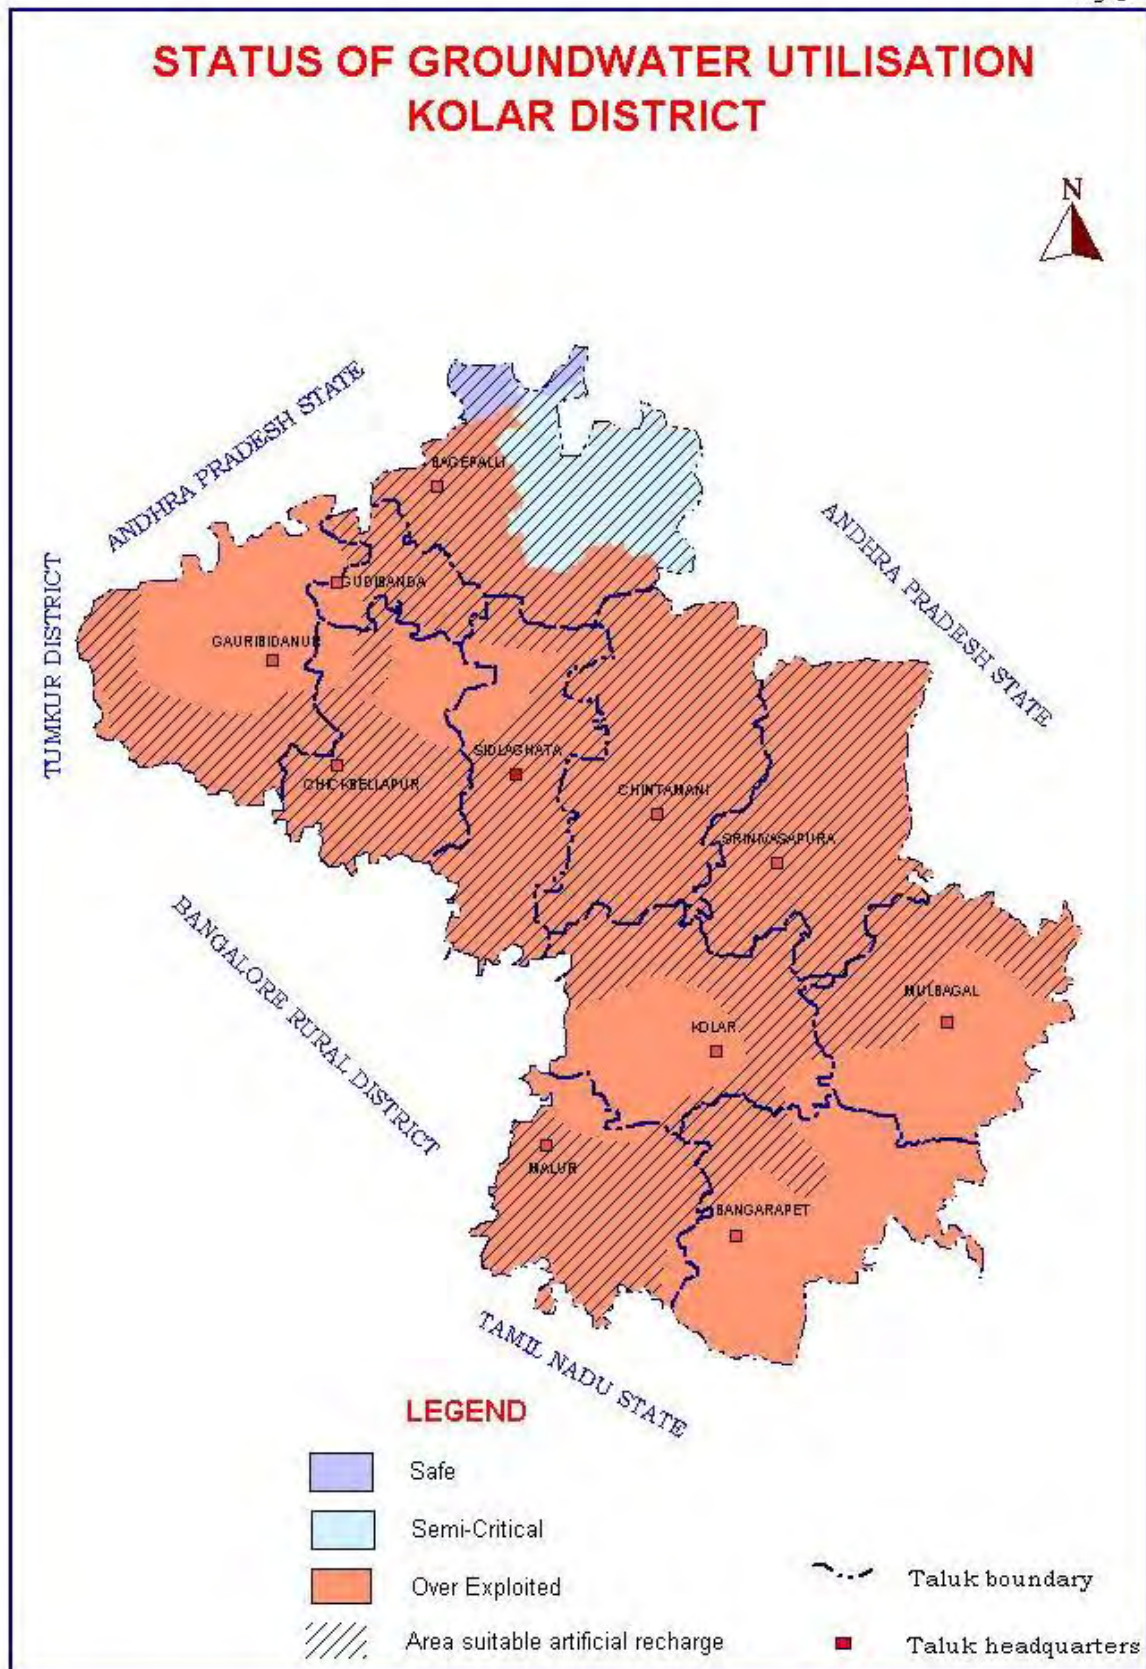 STATUS OF GROUNDWATER UTILISATION
KOLAR DISTRICT
N
ANDHRA PRADESH STATE
ANDHRA PRADESH STATE
TUMKUR DISTRICT
BAGEPALLI
GUDIBANDA
GAURIBIDANUR
SIDLAGHATA
CHICKBELLAPUR
CHINTAMANI
SRINIVASAPURA
BANGALORE RURAL DISTRICT
MULBAGAL
KOLAR
MALUR
BANGARAPET
TAMIL NADU STATE
LEGEND
Safe
Semi-Critical
Over Exploited
Area suitable artificial recharge
Taluk boundary
Taluk headquarters